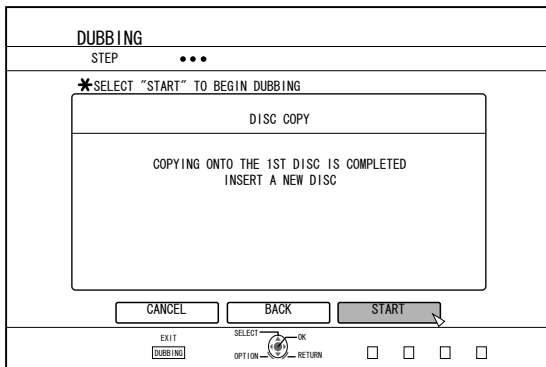 DUBBING
STEP
*SELECT "START" TO BEGIN DUBBING
DISC COPY
COPYING ONTO THE 1ST DISC IS COMPLETED
INSERT A NEW DISC
CANCEL BACK START
EXIT SELECT OK
DUBBING OPTION RETURN